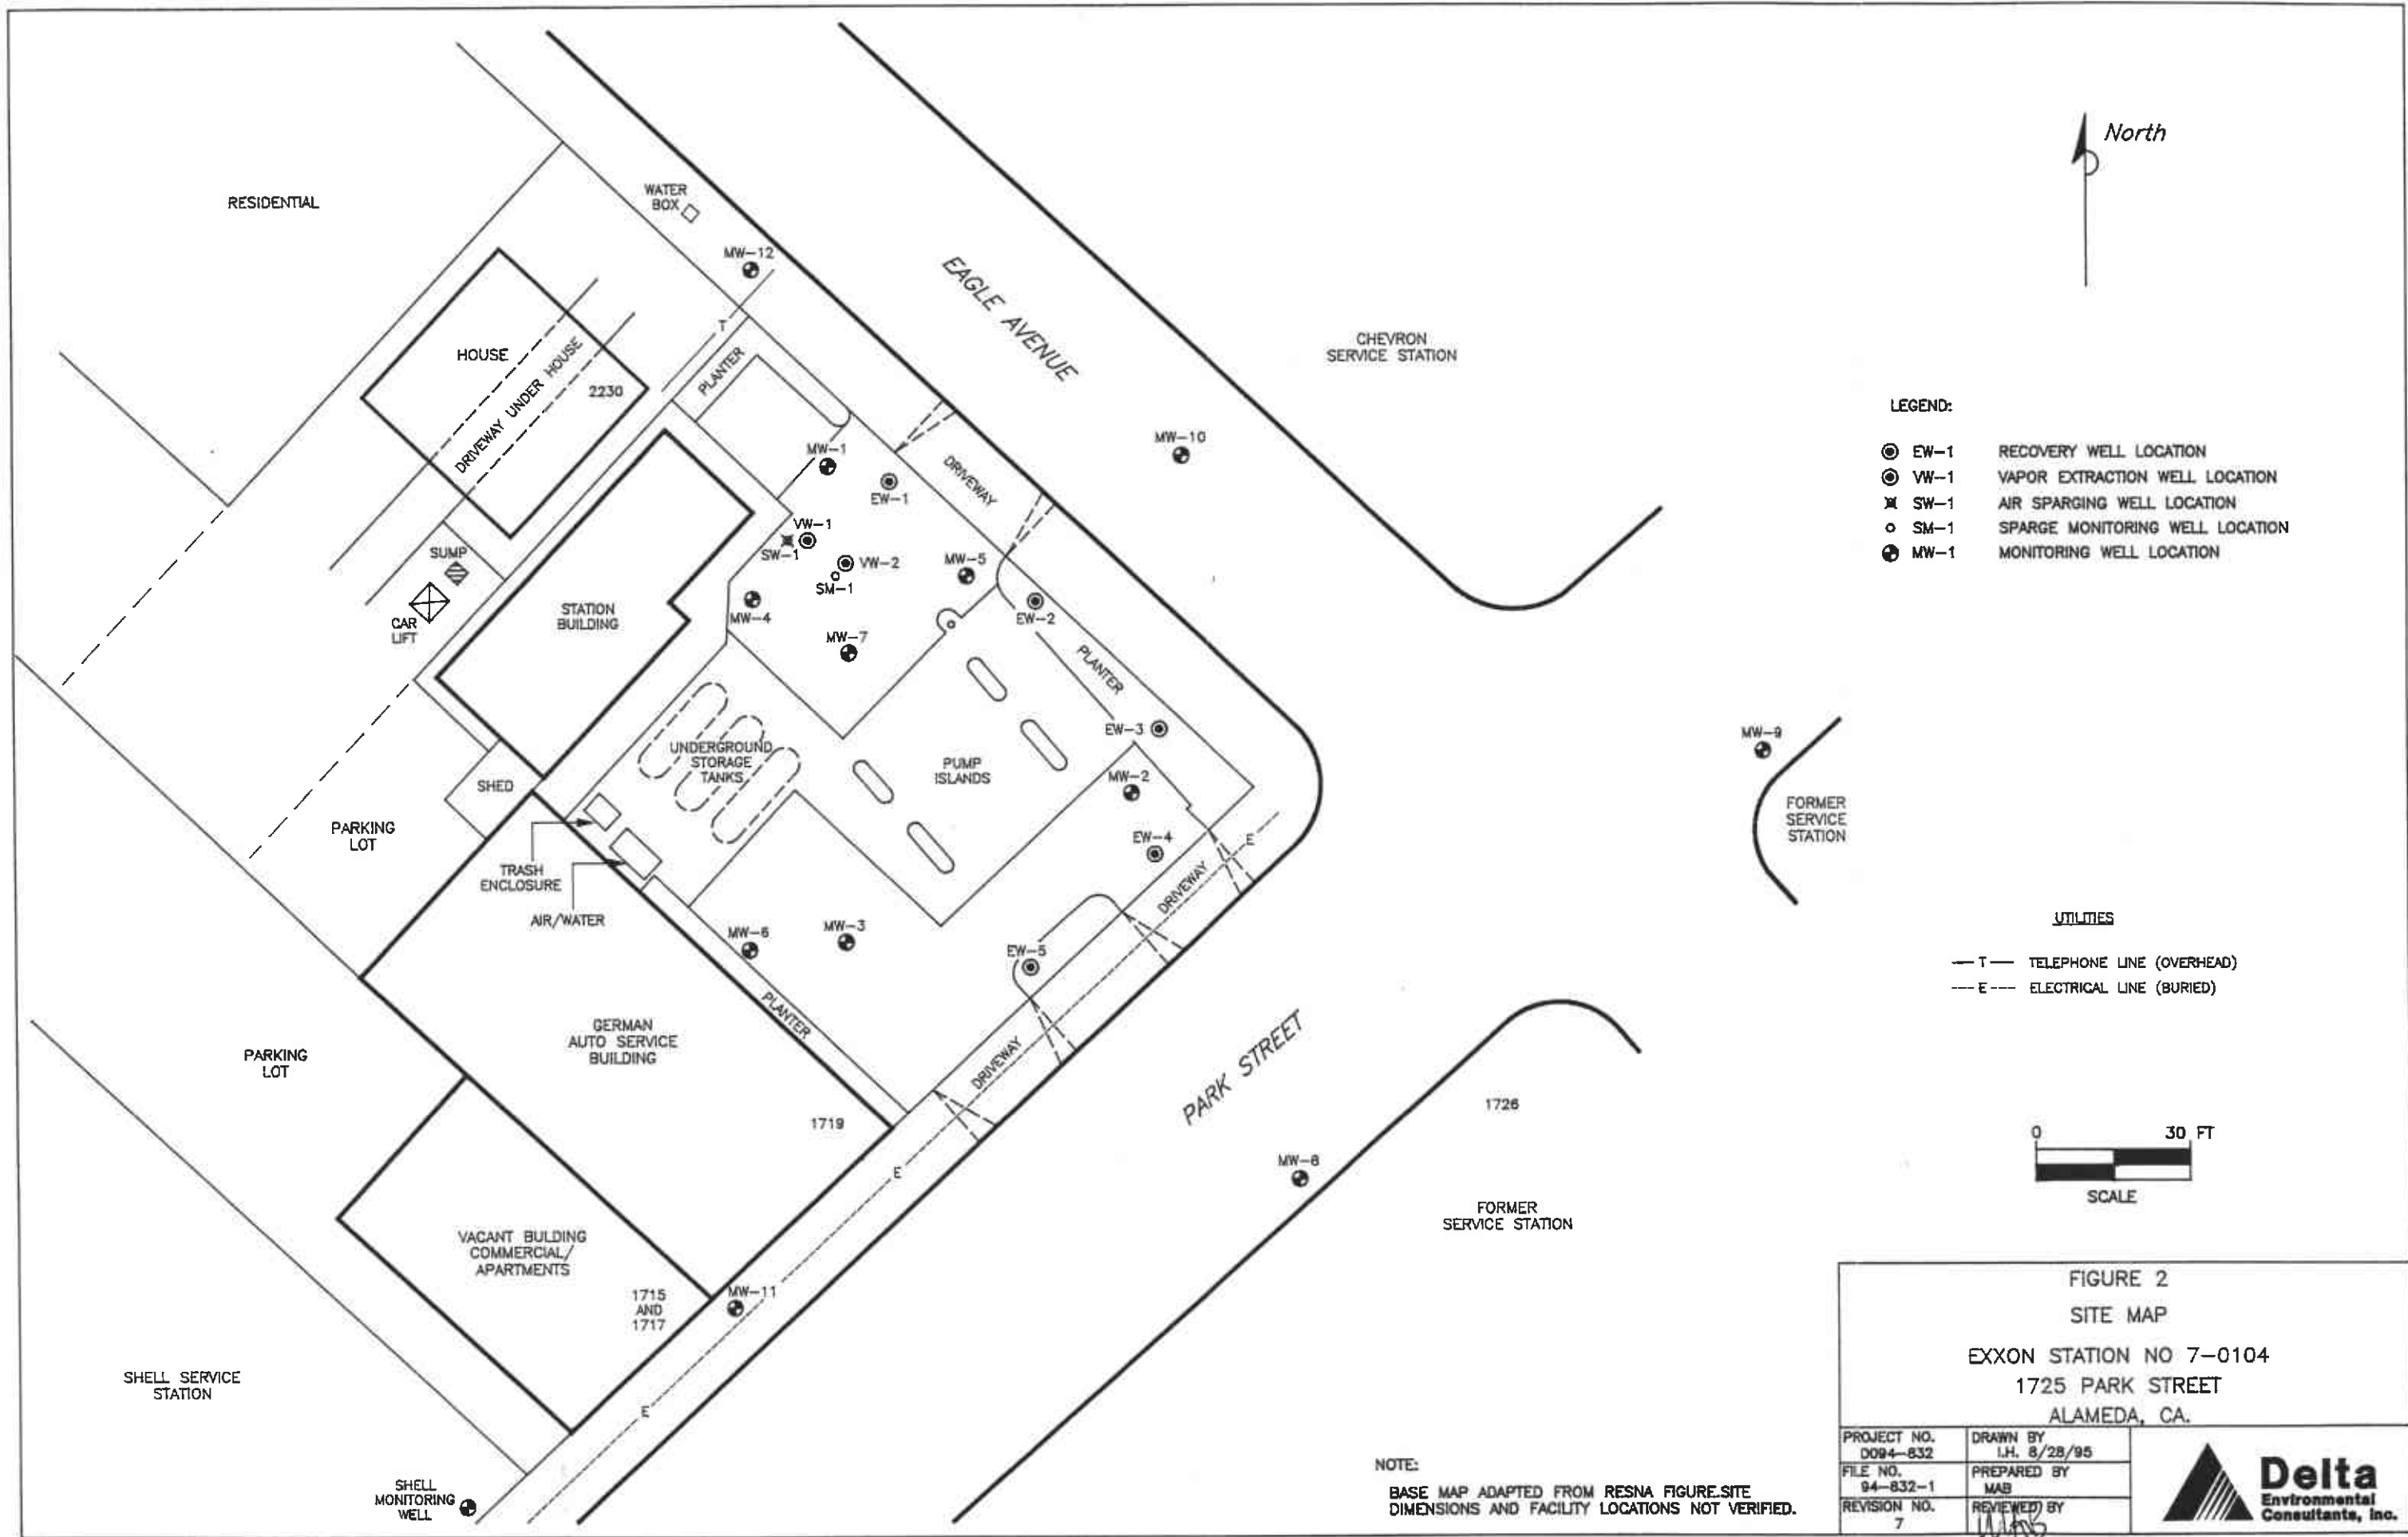 RESIDENTIAL
WATER
BOX
MW-12
EAGLE AVENUE
North
CHEVRON
SERVICE STATION
HOUSE
DRIVEWAY UNDER HOUSE
2230
T
PLANTER
MW-1
EW-1
DRIVEWAY
MW-10
LEGEND:
EW-1 RECOVERY WELL LOCATION
VW-1 VAPOR EXTRACTION WELL LOCATION
SW-1 AIR SPARGING WELL LOCATION
SM-1 SPARGE MONITORING WELL LOCATION
MW-1 MONITORING WELL LOCATION
VW-1
SW-1
VW-2
SM-1
MW-5
SUMP
CAR
LIFT
STATION
BUILDING
MW-4
MW-7
EW-2
PLANTER
EW-3
MW-9
UNDERGROUND
STORAGE
TANKS
PUMP
ISLANDS
MW-2
SHED
FORMER
SERVICE
STATION
PARKING
LOT
EW-4
E
TRASH
ENCLOSURE
AIR/WATER
DRIVEWAY
MW-6
MW-3
EW-5
UTILITIES
T TELEPHONE LINE (OVERHEAD)
E ELECTRICAL LINE (BURIED)
PLANTER
GERMAN
AUTO SERVICE
BUILDING
PARKING
LOT
DRIVEWAY
PARK STREET
1719
1726
0 30 FT
SCALE
E
MW-8
FORMER
SERVICE STATION
VACANT BULDING
COMMERCIAL/
APARTMENTS
1715
AND
1717
MW-11
E
SHELL SERVICE
STATION
SHELL
MONITORING
WELL
NOTE:
BASE MAP ADAPTED FROM RESNA FIGURE.SITE
DIMENSIONS AND FACILITY LOCATIONS NOT VERIFIED.
FIGURE 2
SITE MAP
EXXON STATION NO 7-0104
1725 PARK STREET
ALAMEDA, CA.
PROJECT NO.
D094-832
DRAWN BY
I.H. 8/28/95
FILE NO.
94-832-1
PREPARED BY
MAB
REVISION NO.
7
REVIEWED BY
Delta
Environmental
Consultants, Inc.